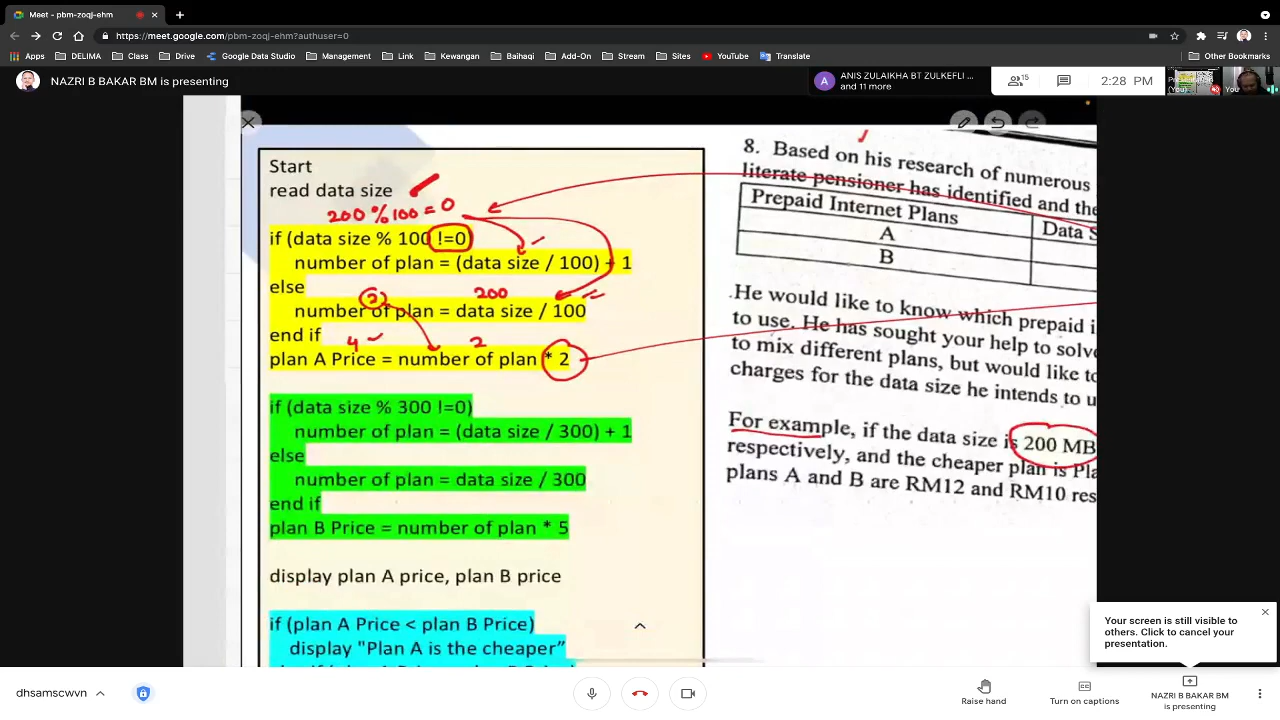 Meet - pbm-zoqj-ehm
https://meet.google.com/pbm-zoqj-ehm?authuser=0
Apps DELIMA Class Drive Google Data Studio Management Link Kewangan Baihaqi Add-On Stream Sites YouTube Translate Other Bookmarks
NAZRI B BAKAR BM is presenting
A ANIS ZULAIKHA BT ZULKEFLI ...
and 11 more
15
2:28 PM
(You)
You
Start
read data size
200 % 100 = 0
if (data size % 100 !=0)
number of plan = (data size / 100) + 1
else
2 200
number of plan = data size / 100
end if
4 2
plan A Price = number of plan * 2
if (data size % 300 !=0)
number of plan = (data size / 300) + 1
else
number of plan = data size / 300
end if
plan B Price = number of plan * 5
display plan A price, plan B price
if (plan A Price < plan B Price)
display "Plan A is the cheaper”
8. Based on his research of numerous
literate pensioner has identified and the
Prepaid Internet Plans
Data S
A
B
.He would like to know which prepaid i
to use. He has sought your help to solve
to mix different plans, but would like to
charges for the data size he intends to u
For example, if the data size is 200 MB
respectively, and the cheaper plan is Pla
plans A and B are RM12 and RM10 res
Your screen is still visible to
others. Click to cancel your
presentation.
dhsamscwvn
Raise hand
Turn on captions
NAZRI B BAKAR BM
is presenting